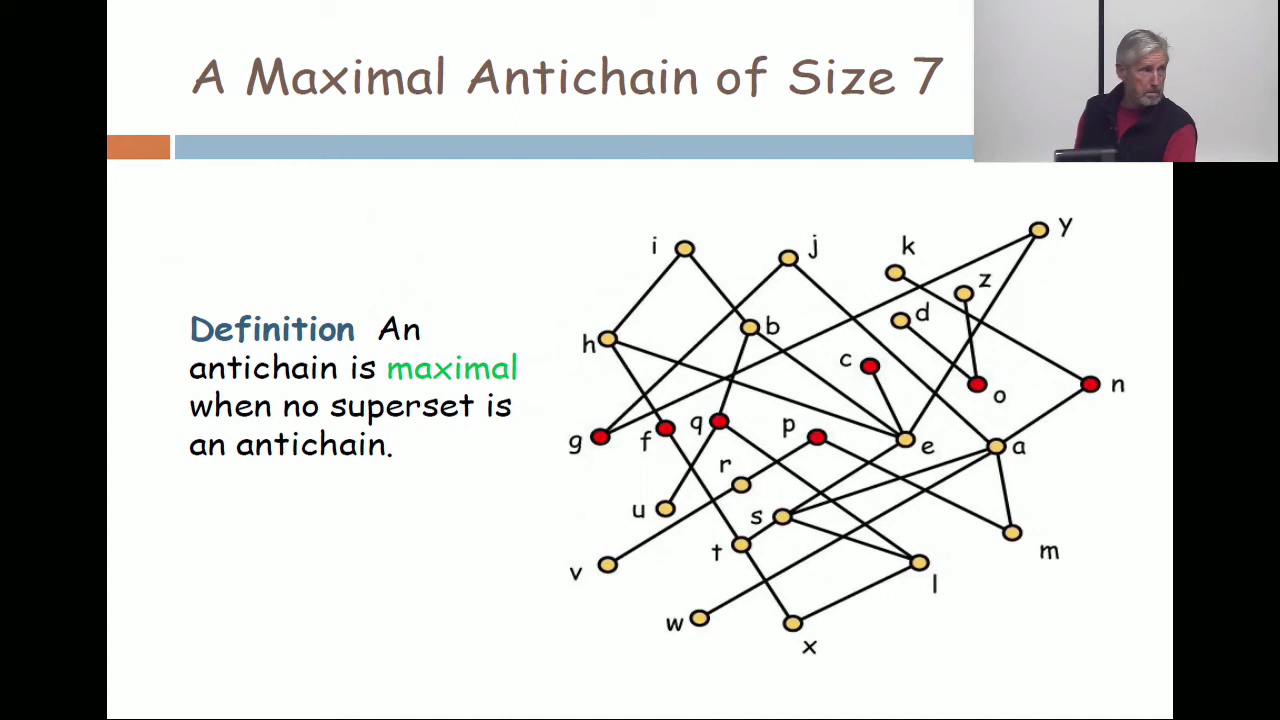 A Maximal Antichain of Size 7
Definition An
antichain is maximal
when no superset is
an antichain.
i
j
k
y
z
d
b
h
c
o
n
g
f
q
p
e
a
r
u
s
t
m
v
l
w
x